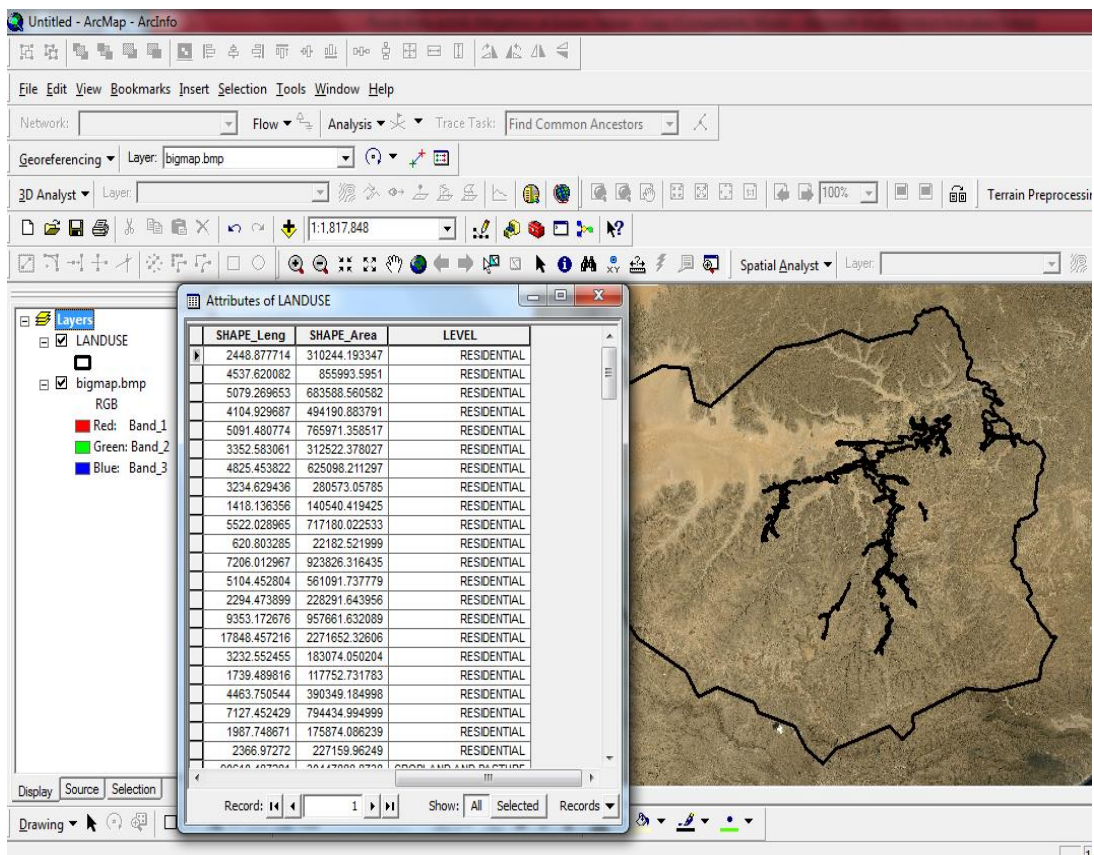 Untitled - ArcMap - ArcInfo
File Edit View Bookmarks Insert Selection Tools Window Help
Network: Flow Analysis Trace Task: Find Common Ancestors
Georeferencing Layer: bigmap.bmp
3D Analyst Layer: 100% Terrain Preprocessi
1:1,817,848
Spatial Analyst Layer:
Layers
LANDUSE
bigmap.bmp
RGB
Red: Band_1
Green: Band_2
Blue: Band_3
Attributes of LANDUSE
SHAPE_Leng SHAPE_Area LEVEL
2448.877714 310244.193347 RESIDENTIAL
4537.620082 855993.5951 RESIDENTIAL
5079.269653 683588.560582 RESIDENTIAL
4104.929687 494190.883791 RESIDENTIAL
5091.480774 765971.358517 RESIDENTIAL
3352.583061 312522.378027 RESIDENTIAL
4825.453822 625098.211297 RESIDENTIAL
3234.629436 280573.05785 RESIDENTIAL
1418.136356 140540.419425 RESIDENTIAL
5522.028965 717180.022533 RESIDENTIAL
620.803285 22182.521999 RESIDENTIAL
7206.012967 923826.316435 RESIDENTIAL
5104.452804 561091.737779 RESIDENTIAL
2294.473899 228291.643956 RESIDENTIAL
9353.172676 957661.632089 RESIDENTIAL
17848.457216 2271652.32606 RESIDENTIAL
3232.552455 183074.050204 RESIDENTIAL
1739.489816 117752.731783 RESIDENTIAL
4463.750544 390349.184998 RESIDENTIAL
7127.452429 794434.994999 RESIDENTIAL
1987.748671 175874.086239 RESIDENTIAL
2366.97272 227159.96249 RESIDENTIAL
CROPLAND AND PASTURE
Record: 1 Show: All Selected Records
Display Source Selection
Drawing